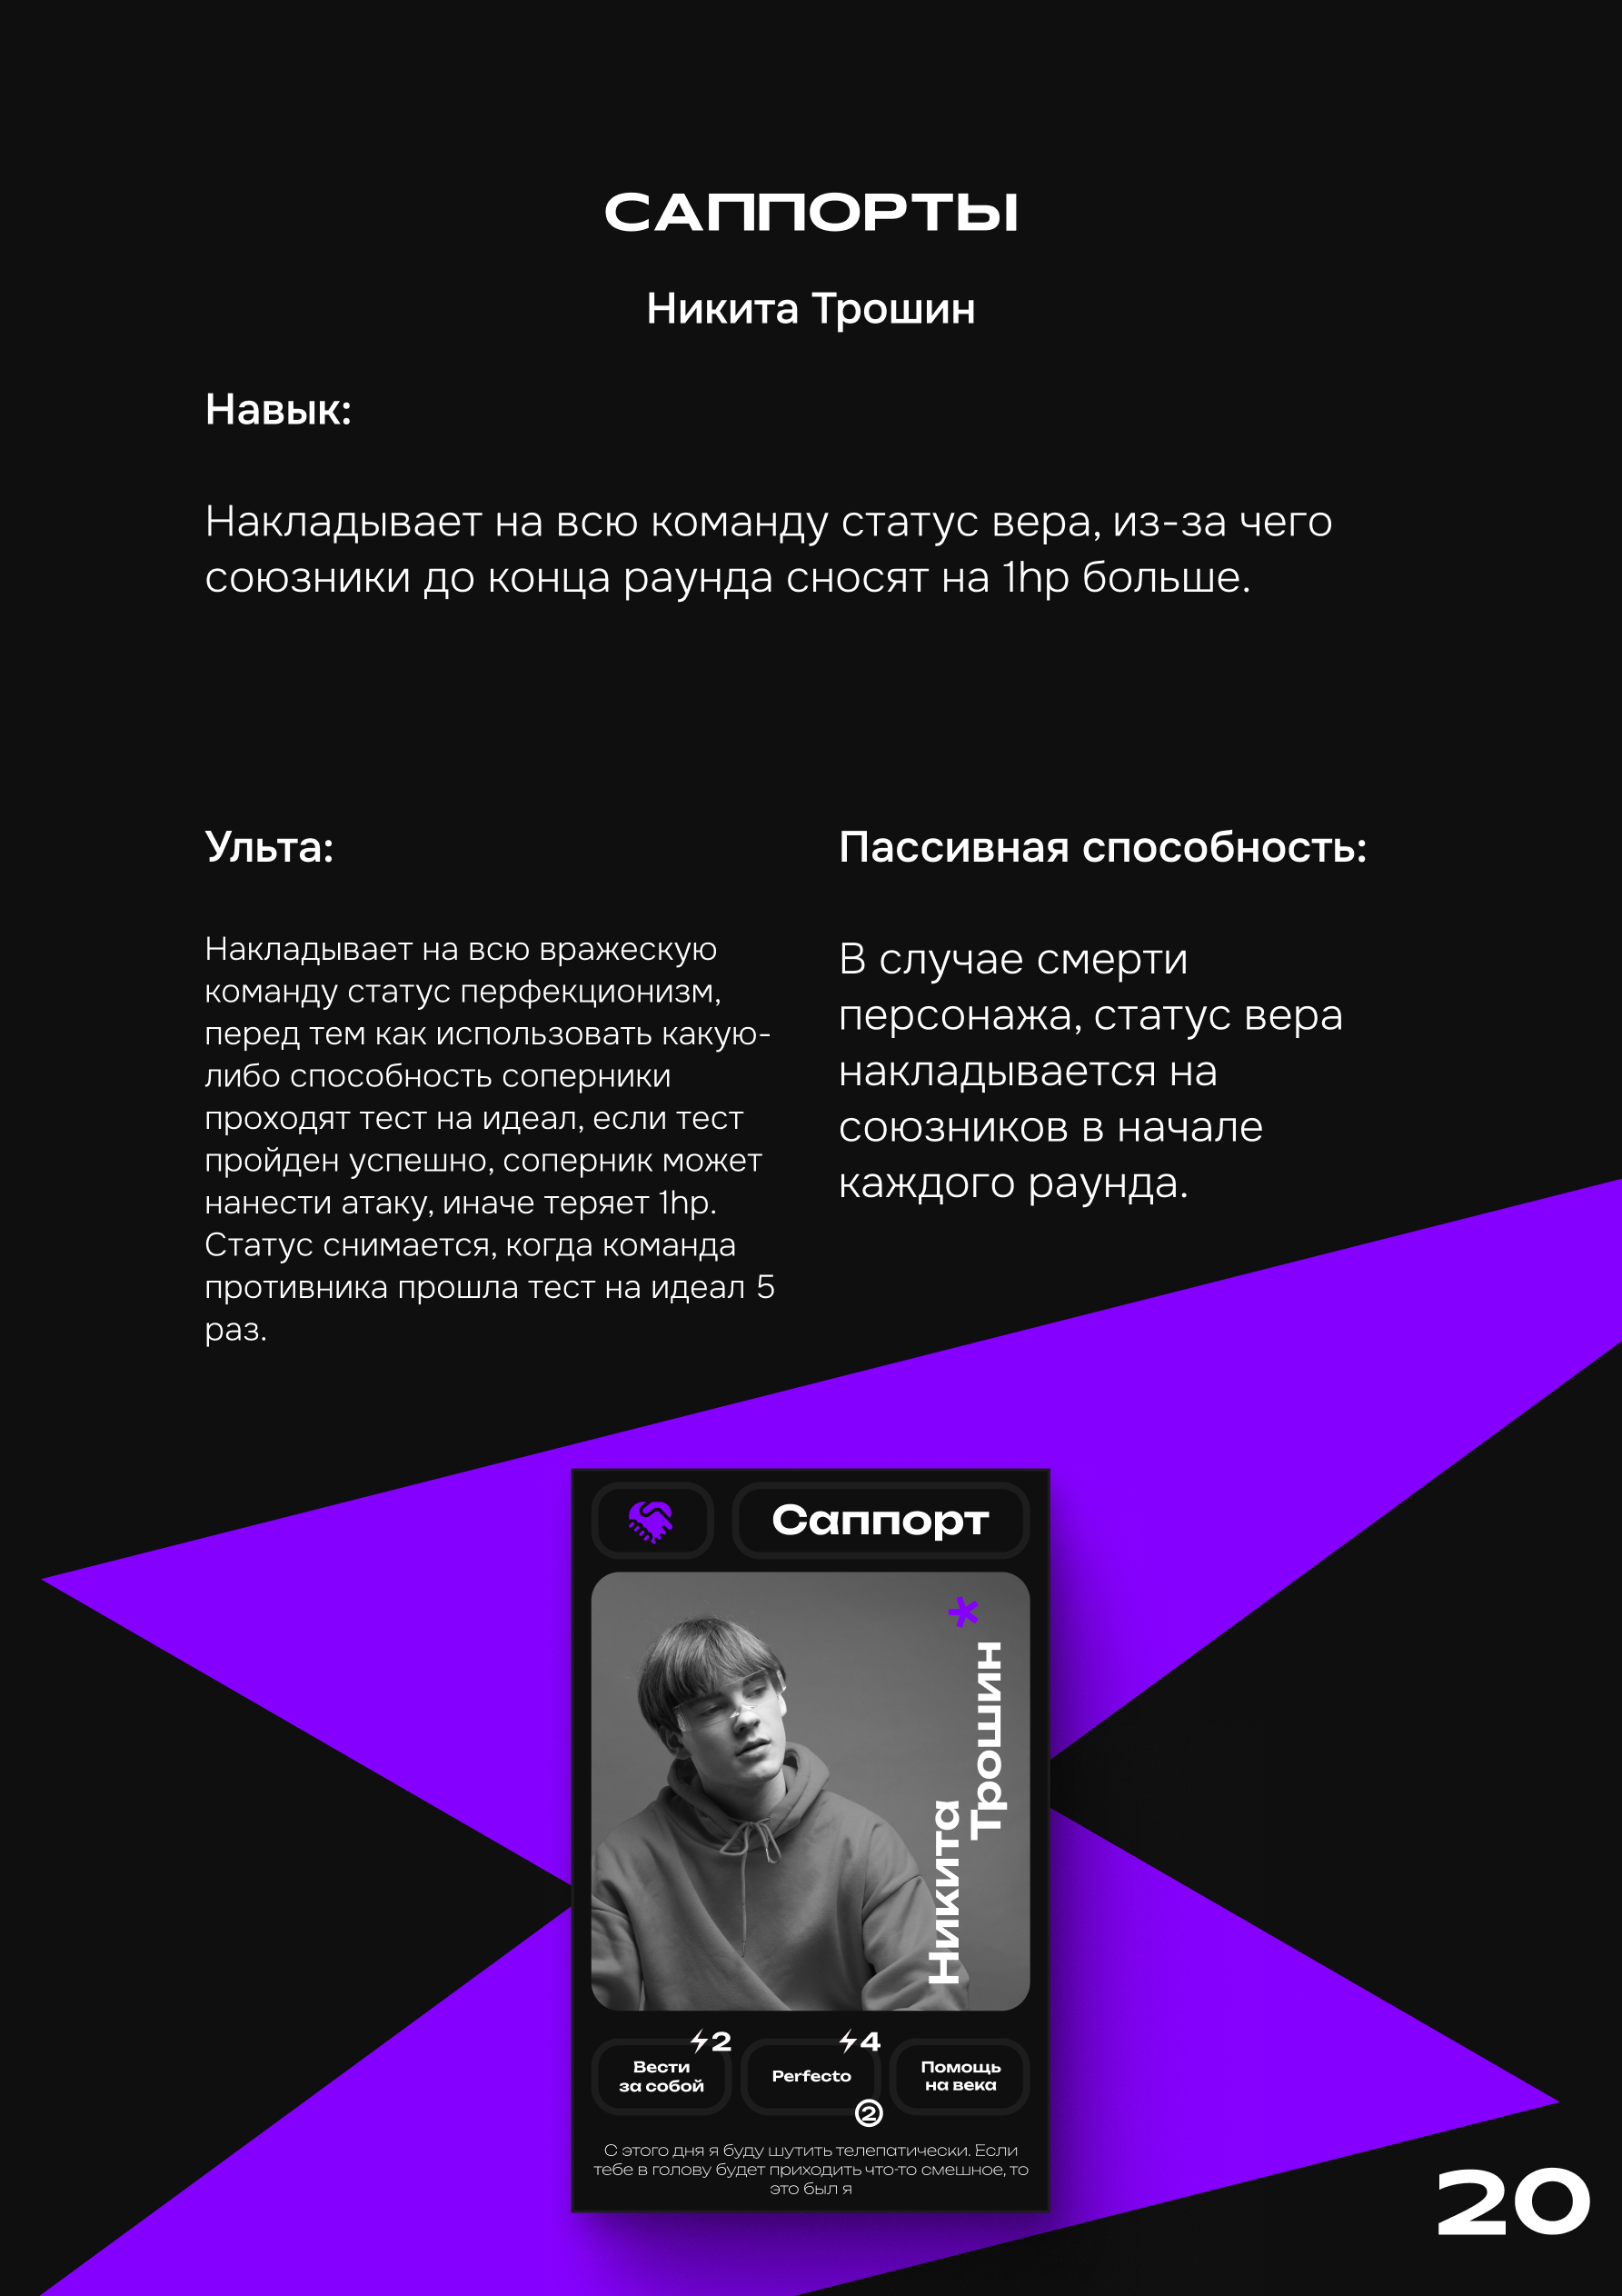 САППОРТЫ
Никита Трошин
Навык:
Накладывает на всю команду статус вера, из-за чего
союзники до конца раунда сносят на 1hp больше.
Ульта:
Накладывает на всю вражескую
команду статус перфекционизм,
перед тем как использовать какую-
либо способность соперники
проходят тест на идеал, если тест
пройден успешно, соперник может
нанести атаку, иначе теряет 1hp.
Статус снимается, когда команда
противника прошла тест на идеал 5
раз.
Пассивная способность:
В случае смерти
персонажа, статус вера
накладывается на
союзников в начале
каждого раунда.
Саппорт
Никита
Трошин
2
Вести
за собой
4
Perfecto
2
Помощь
на века
С этого дня я буду шутить телепатически. Если
тебе в голову будет приходить что-то смешное, то
это был я
20